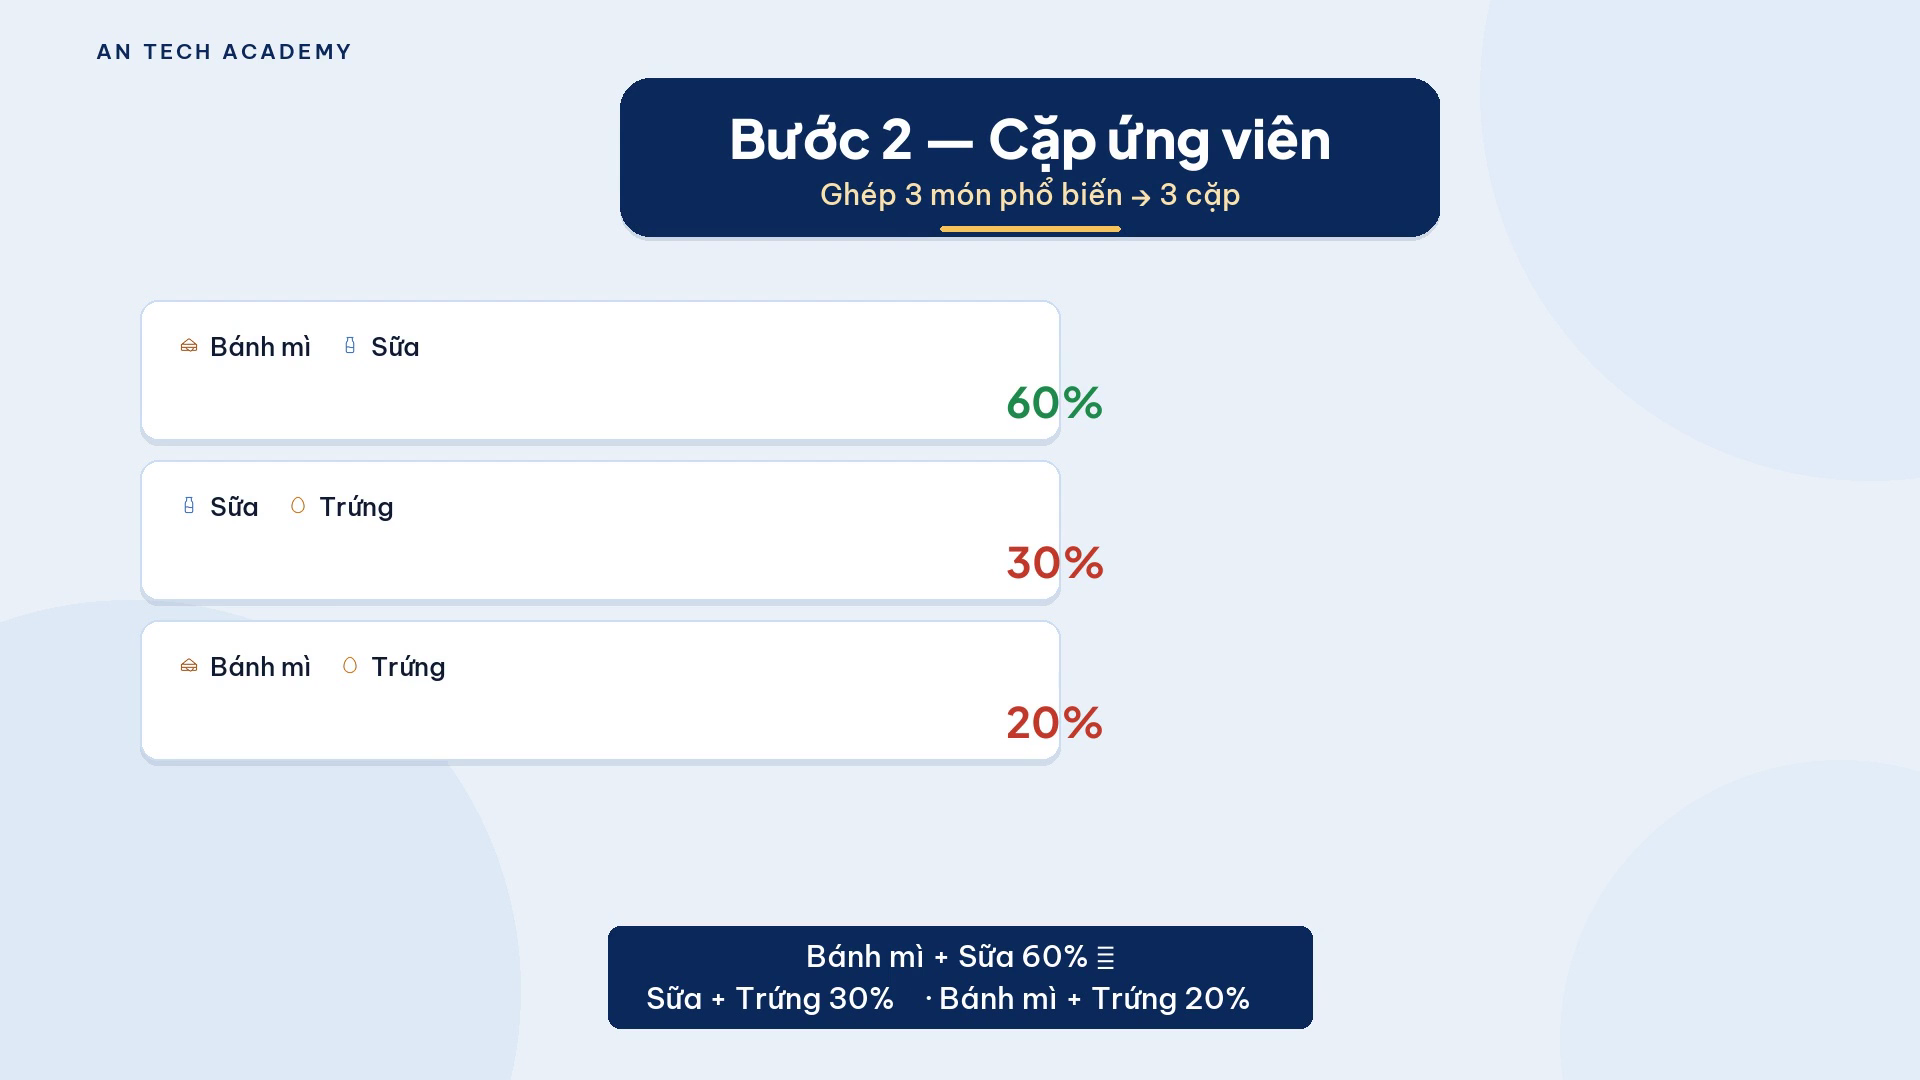 AN TECH ACADEMY
Bước 2 — Cặp ứng viên
Ghép 3 món phổ biến → 3 cặp
Bánh mì Sữa
60%
Sữa Trứng
30%
Bánh mì Trứng
20%
Bánh mì + Sữa 60%
Sữa + Trứng 30% · Bánh mì + Trứng 20%